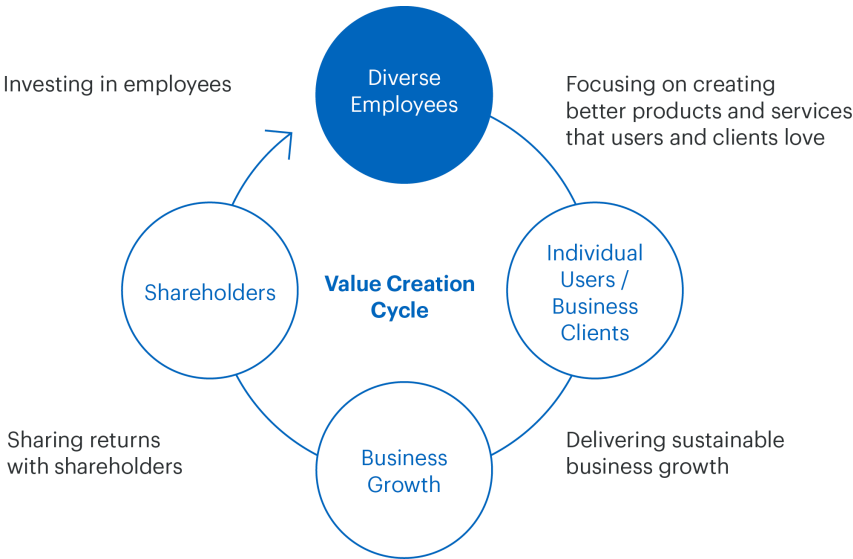 Diverse
Employees
Investing in employees
Focusing on creating
better products and services
that users and clients love
Individual
Users /
Business
Clients
Value Creation
Cycle
Shareholders
Sharing returns
with shareholders
Business
Growth
Delivering sustainable
business growth